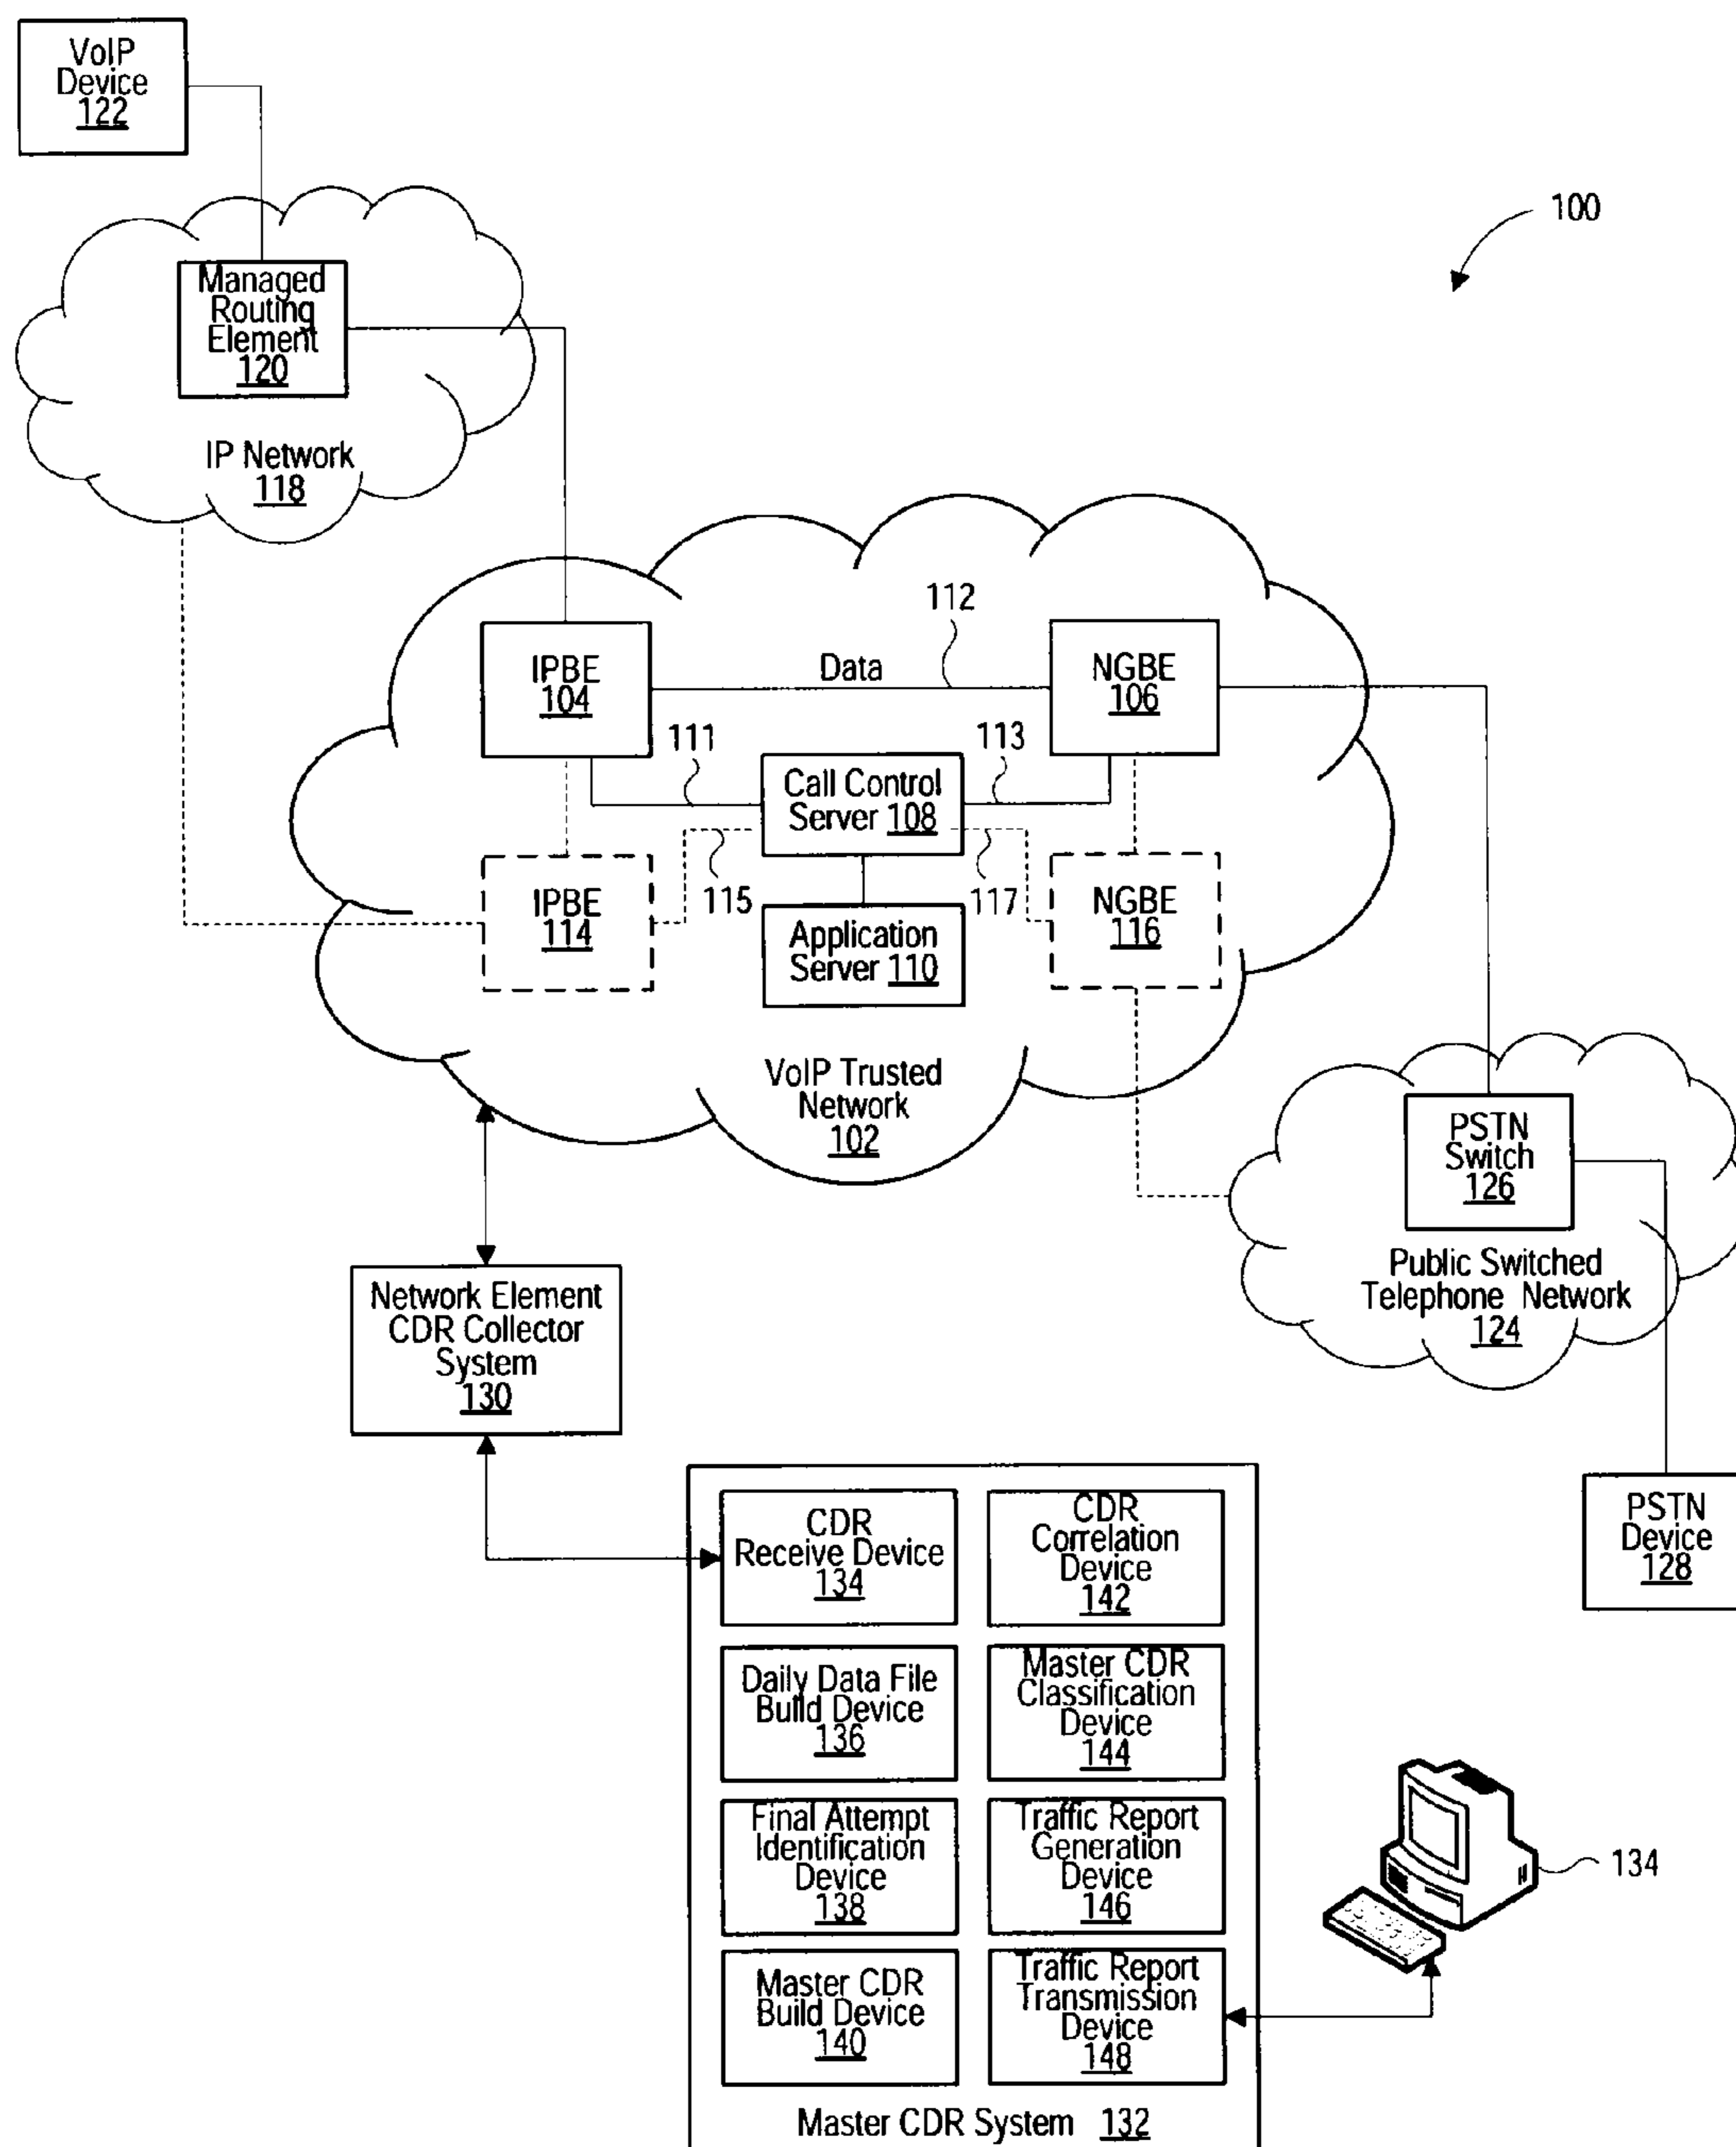 VoIP
Device
122
100
Managed
Routing
Element
120
IP Network
118
112
IPBE
104
Data
NGBE
106
111
113
Call Control
Server 108
115
117
IPBE
114
NGBE
116
Application
Server 110
VoIP Trusted
Network
102
PSTN
Switch
126
Public Switched
Telephone Network
124
Network Element
CDR Collector
System
130
PSTN
Device
128
CDR
Receive Device
134
CDR
Correlation
Device
142
Daily Data File
Build Device
136
Master CDR
Classification
Device
144
Final Attempt
Identification
Device
138
Traffic Report
Generation
Device
146
134
Master CDR
Build Device
140
Traffic Report
Transmission
Device
148
Master CDR System 132